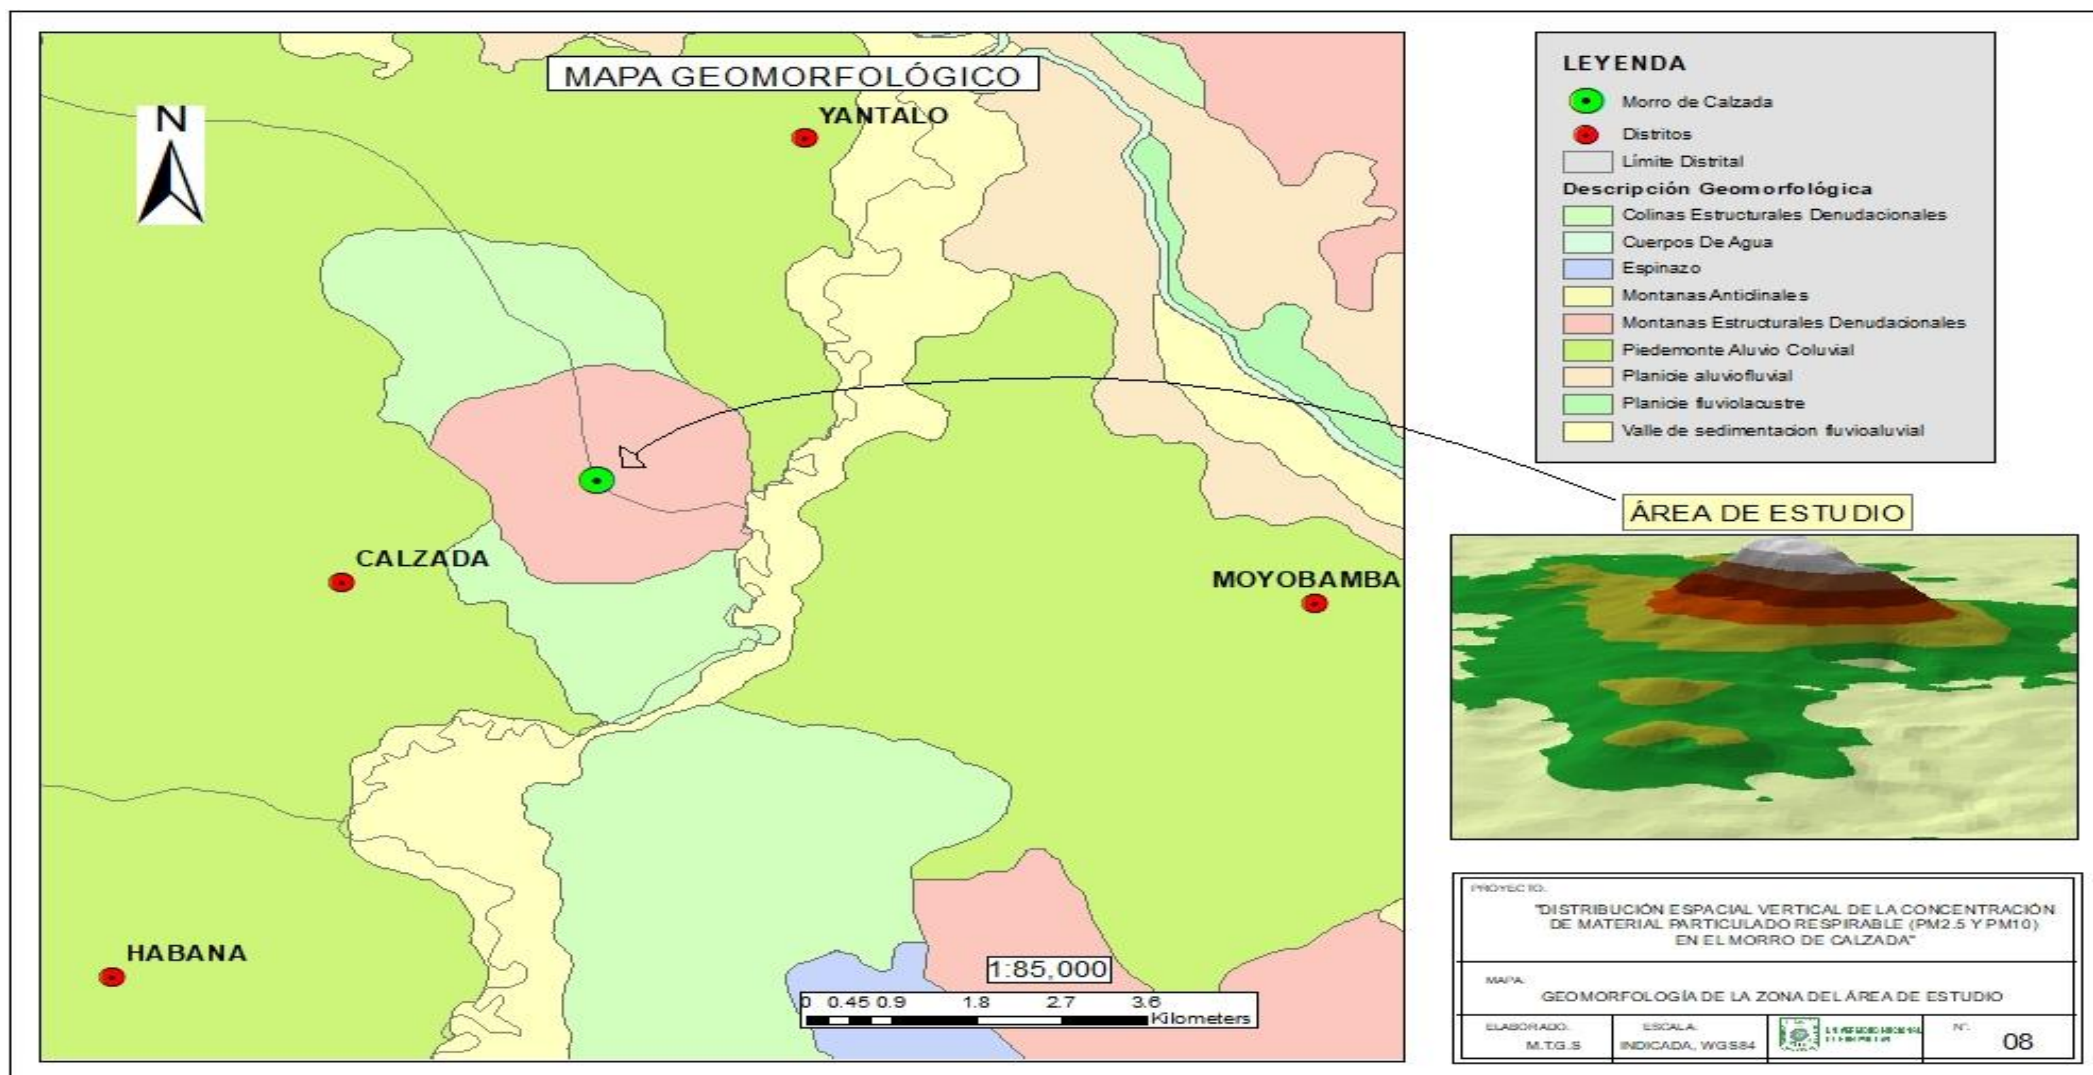 MAPA GEOMORFOLÓGICO
N
YANTALO
CALZADA
MOYOBAMBA
HABANA
1:85,000
0 0.45 0.9 1.8 2.7 3.6
Kilometers
LEYENDA
Morro de Calzada
Distritos
Límite Distrital
Descripción Geomorfológica
Colinas Estructurales Denudacionales
Cuerpos De Agua
Espinazo
Montanas Anticlinales
Montanas Estructurales Denudacionales
Piedemonte Aluvio Coluvial
Planicie aluviofluvial
Planicie fluviolacustre
Valle de sedimentacion fluvioaluvial
ÁREA DE ESTUDIO
PROYECTO:
"DISTRIBUCIÓN ESPACIAL VERTICAL DE LA CONCENTRACIÓN
DE MATERIAL PARTICULADO RESPIRABLE (PM2.5 Y PM10)
EN EL MORRO DE CALZADA"
MAPA:
GEOMORFOLOGÍA DE LA ZONA DEL ÁREA DE ESTUDIO
ELABORADO:
M.T.G.S
ESCALA:
INDICADA, WGS84
N°:
08